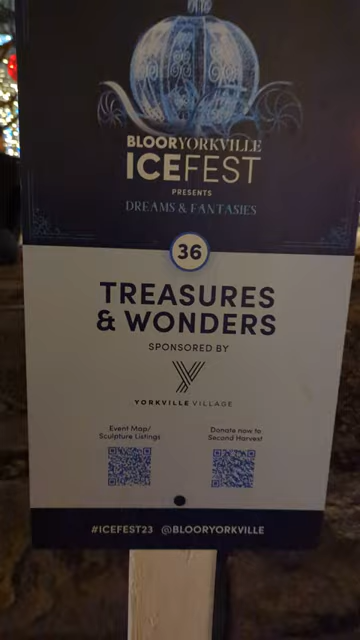 BLOORYORKVILLE
ICEFEST
PRESENTS
DREAMS & FANTASIES
36
TREASURES
& WONDERS
SPONSORED BY
YORKVILLE VILLAGE
Event Map/
Sculpture Listings
Donate now to
Second Harvest
#ICEFEST23 @BLOORYORKVILLE